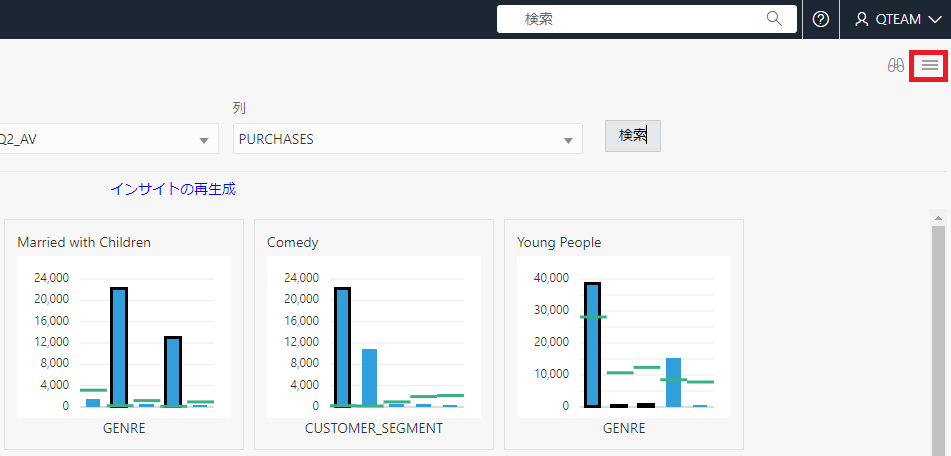 検索
QTEAM
列
Q2_AV
PURCHASES
検索
インサイトの再生成
Married with Children
24,000
20,000
16,000
12,000
8,000
4,000
0
GENRE
Comedy
24,000
20,000
16,000
12,000
8,000
4,000
0
CUSTOMER_SEGMENT
Young People
40,000
30,000
20,000
10,000
0
GENRE